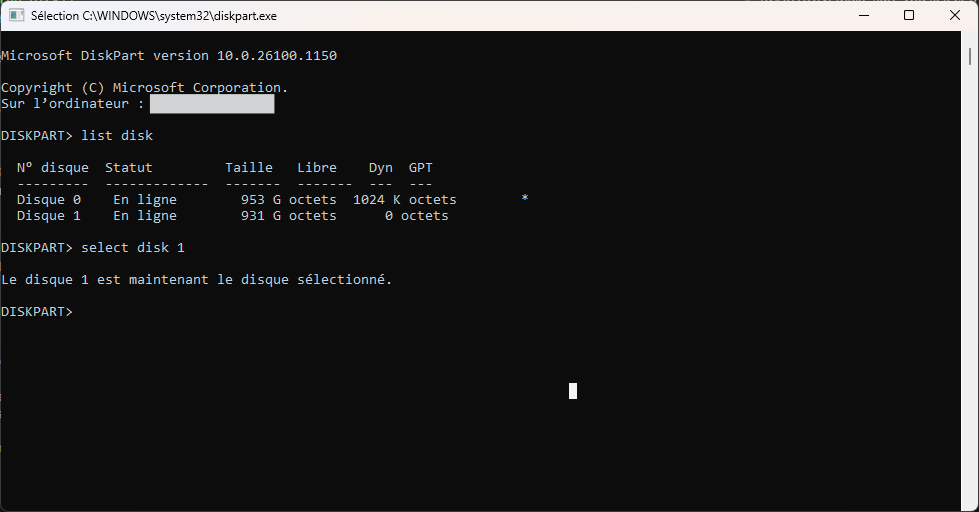 Sélection C:\WINDOWS\system32\diskpart.exe
Microsoft DiskPart version 10.0.26100.1150
Copyright (C) Microsoft Corporation.
Sur l’ordinateur :
DISKPART> list disk
N° disque  Statut         Taille   Libre    Dyn  GPT
---------  -------------  -------  -------  ---  ---
Disque 0    En ligne        953 G octets  1024 K octets        *
Disque 1    En ligne        931 G octets      0 octets
DISKPART> select disk 1
Le disque 1 est maintenant le disque sélectionné.
DISKPART>